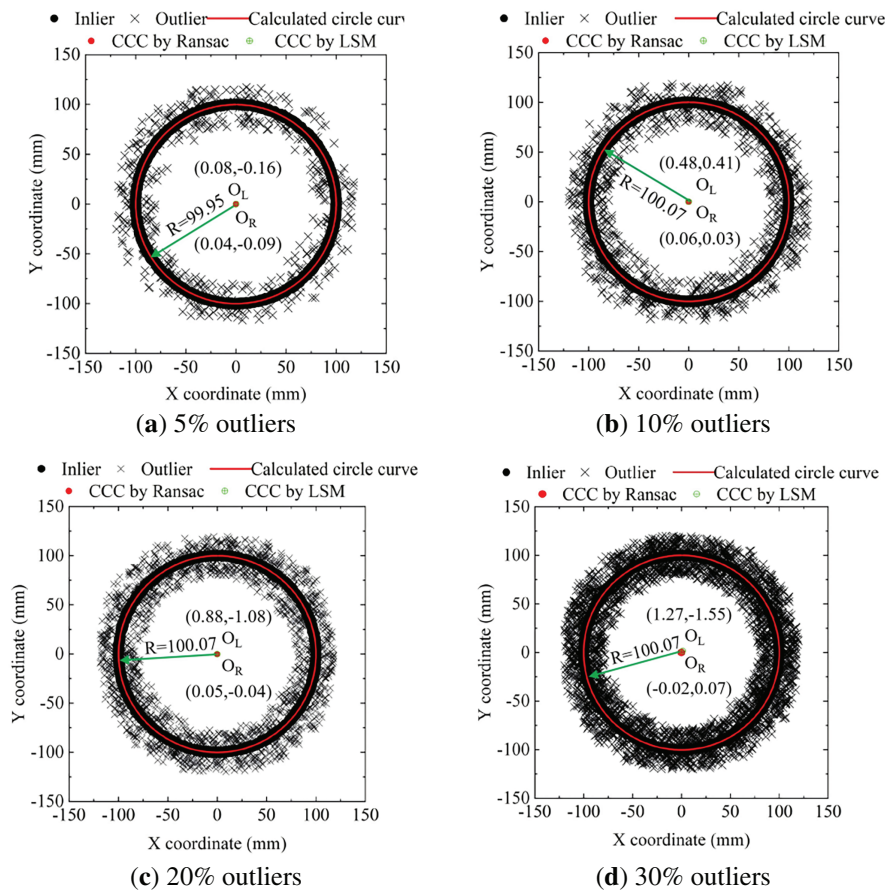 ● Inlier × Outlier — Calculated circle curv
● CCC by Ransac ⊕ CCC by LSM
150
100
50
0
-50
-100
-150
Y coordinate (mm)
(0.08,-0.16)
O_L
R=99.95
O_R
(0.04,-0.09)
-150 -100 -50 0 50 100 150
X coordinate (mm)
(a) 5% outliers
● Inlier × Outlier — Calculated circle curve
● CCC by Ransac ⊕ CCC by LSM
150
100
50
0
-50
-100
-150
Y coordinate (mm)
(0.48,0.41)
O_L
R=100.07
O_R
(0.06,0.03)
-150 -100 -50 0 50 100 150
X coordinate (mm)
(b) 10% outliers
● Inlier × Outlier — Calculated circle curve
● CCC by Ransac ⊕ CCC by LSM
150
100
50
0
-50
-100
-150
Y coordinate (mm)
(0.88,-1.08)
O_L
R=100.07
O_R
(0.05,-0.04)
-150 -100 -50 0 50 100 150
X coordinate (mm)
(c) 20% outliers
● Inlier × Outlier — Calculated circle curve
● CCC by Ransac ⊕ CCC by LSM
150
100
50
0
-50
-100
-150
Y coordinate (mm)
(1.27,-1.55)
O_L
R=100.07
O_R
(-0.02,0.07)
-150 -100 -50 0 50 100 150
X coordinate (mm)
(d) 30% outliers